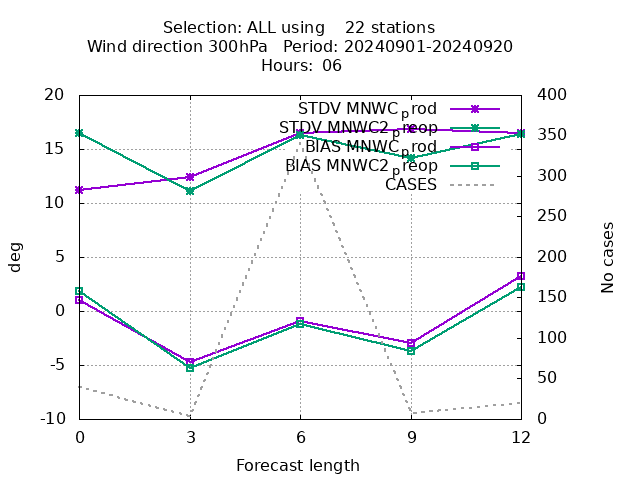 Selection: ALL using    22 stations
Wind direction 300hPa   Period: 20240901-20240920
Hours: 06
20
15
10
5
0
-5
-10
deg
STDV MNWC_prod
STDV MNWC2_preop
BIAS MNWC_prod
BIAS MNWC2_preop
CASES
400
350
300
250
200
150
100
50
0
No cases
0 3 6 9 12
Forecast length